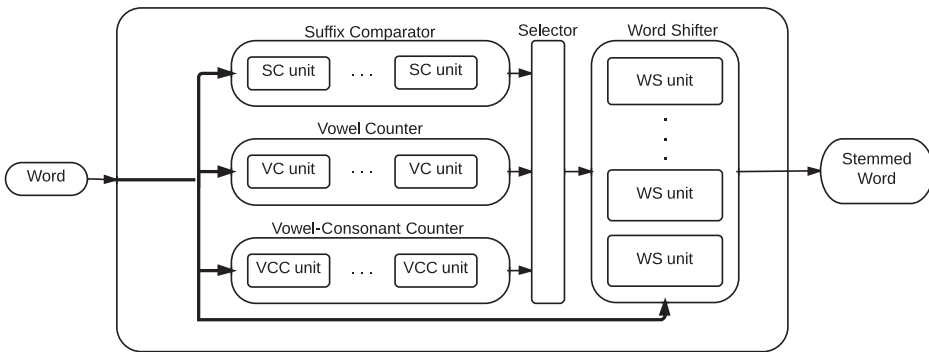 Suffix Comparator
Selector
Word Shifter
SC unit . . . SC unit
WS unit
.
.
.
Vowel Counter
Word
VC unit . . . VC unit
WS unit
Stemmed
Word
Vowel-Consonant Counter
VCC unit . . . VCC unit
WS unit